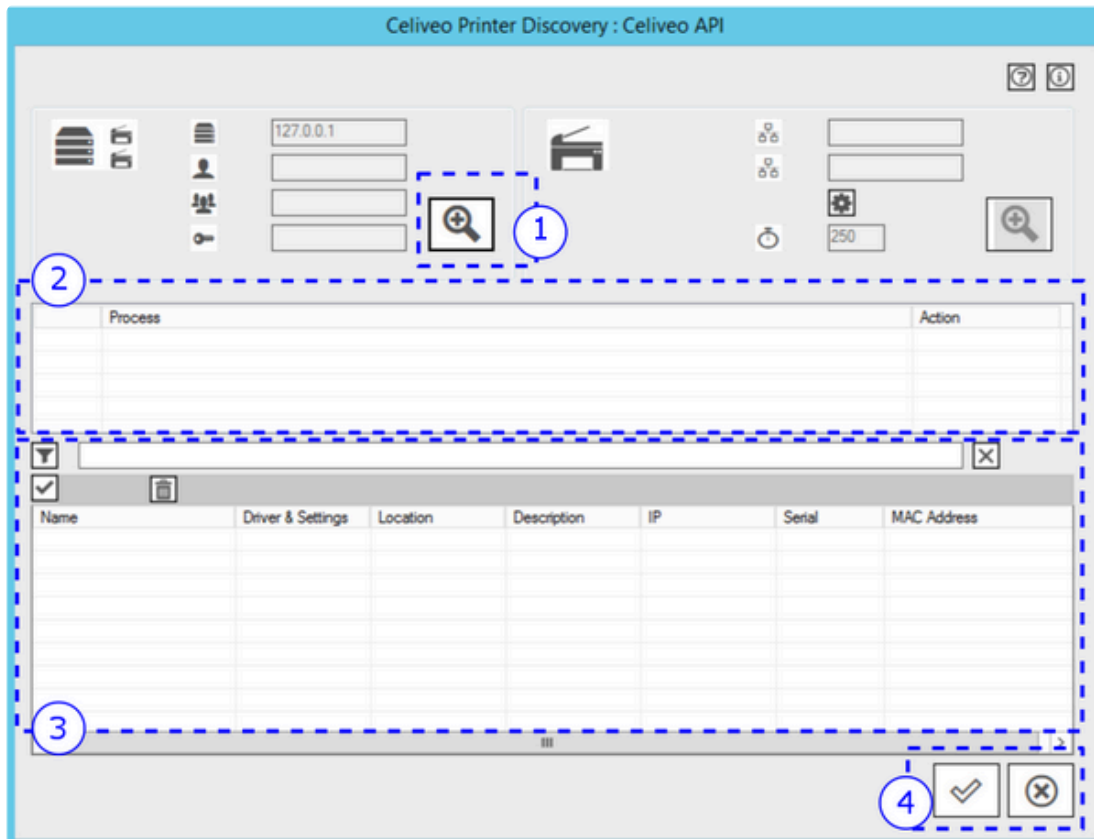 Celiveo Printer Discovery : Celiveo API
127.0.0.1
1
250
2
Process Action
Name Driver & Settings Location Description IP Serial MAC Address
3
4